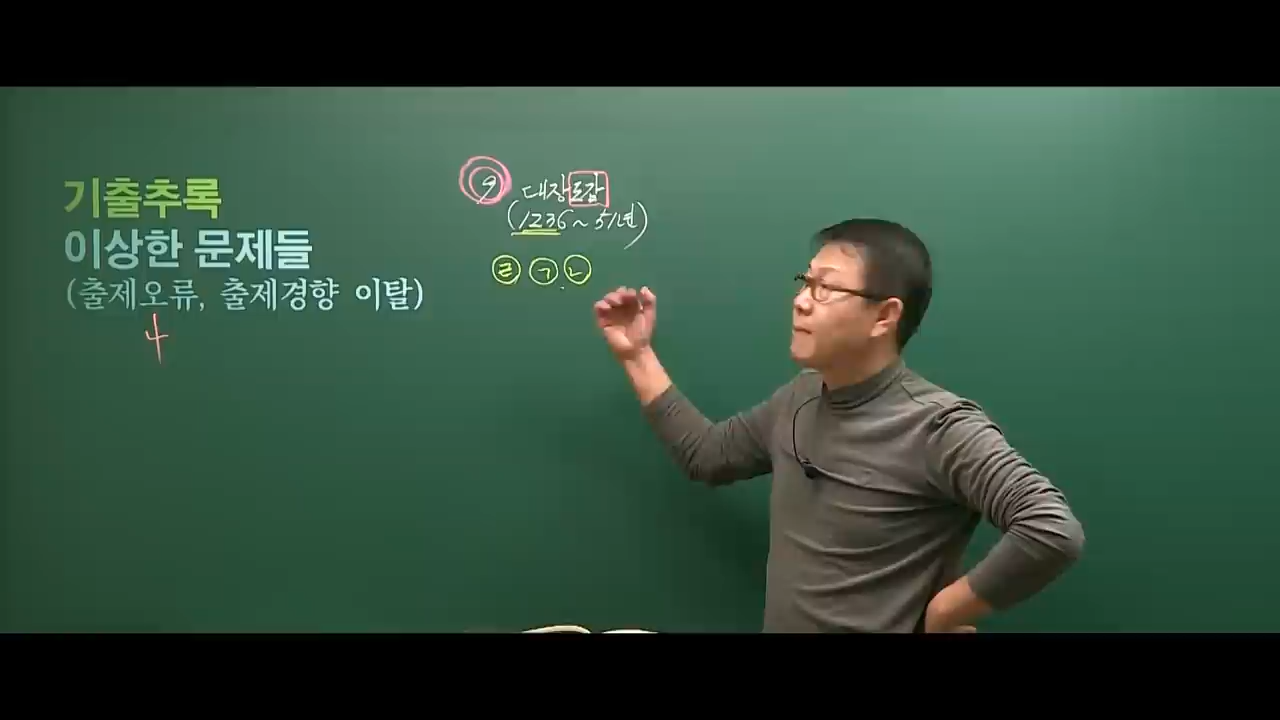 기출추록
이상한 문제들
(출제오류, 출제경향 이탈)
4
9 대장도감
(1236~51년)
ㄹ ㄱ ㄴ